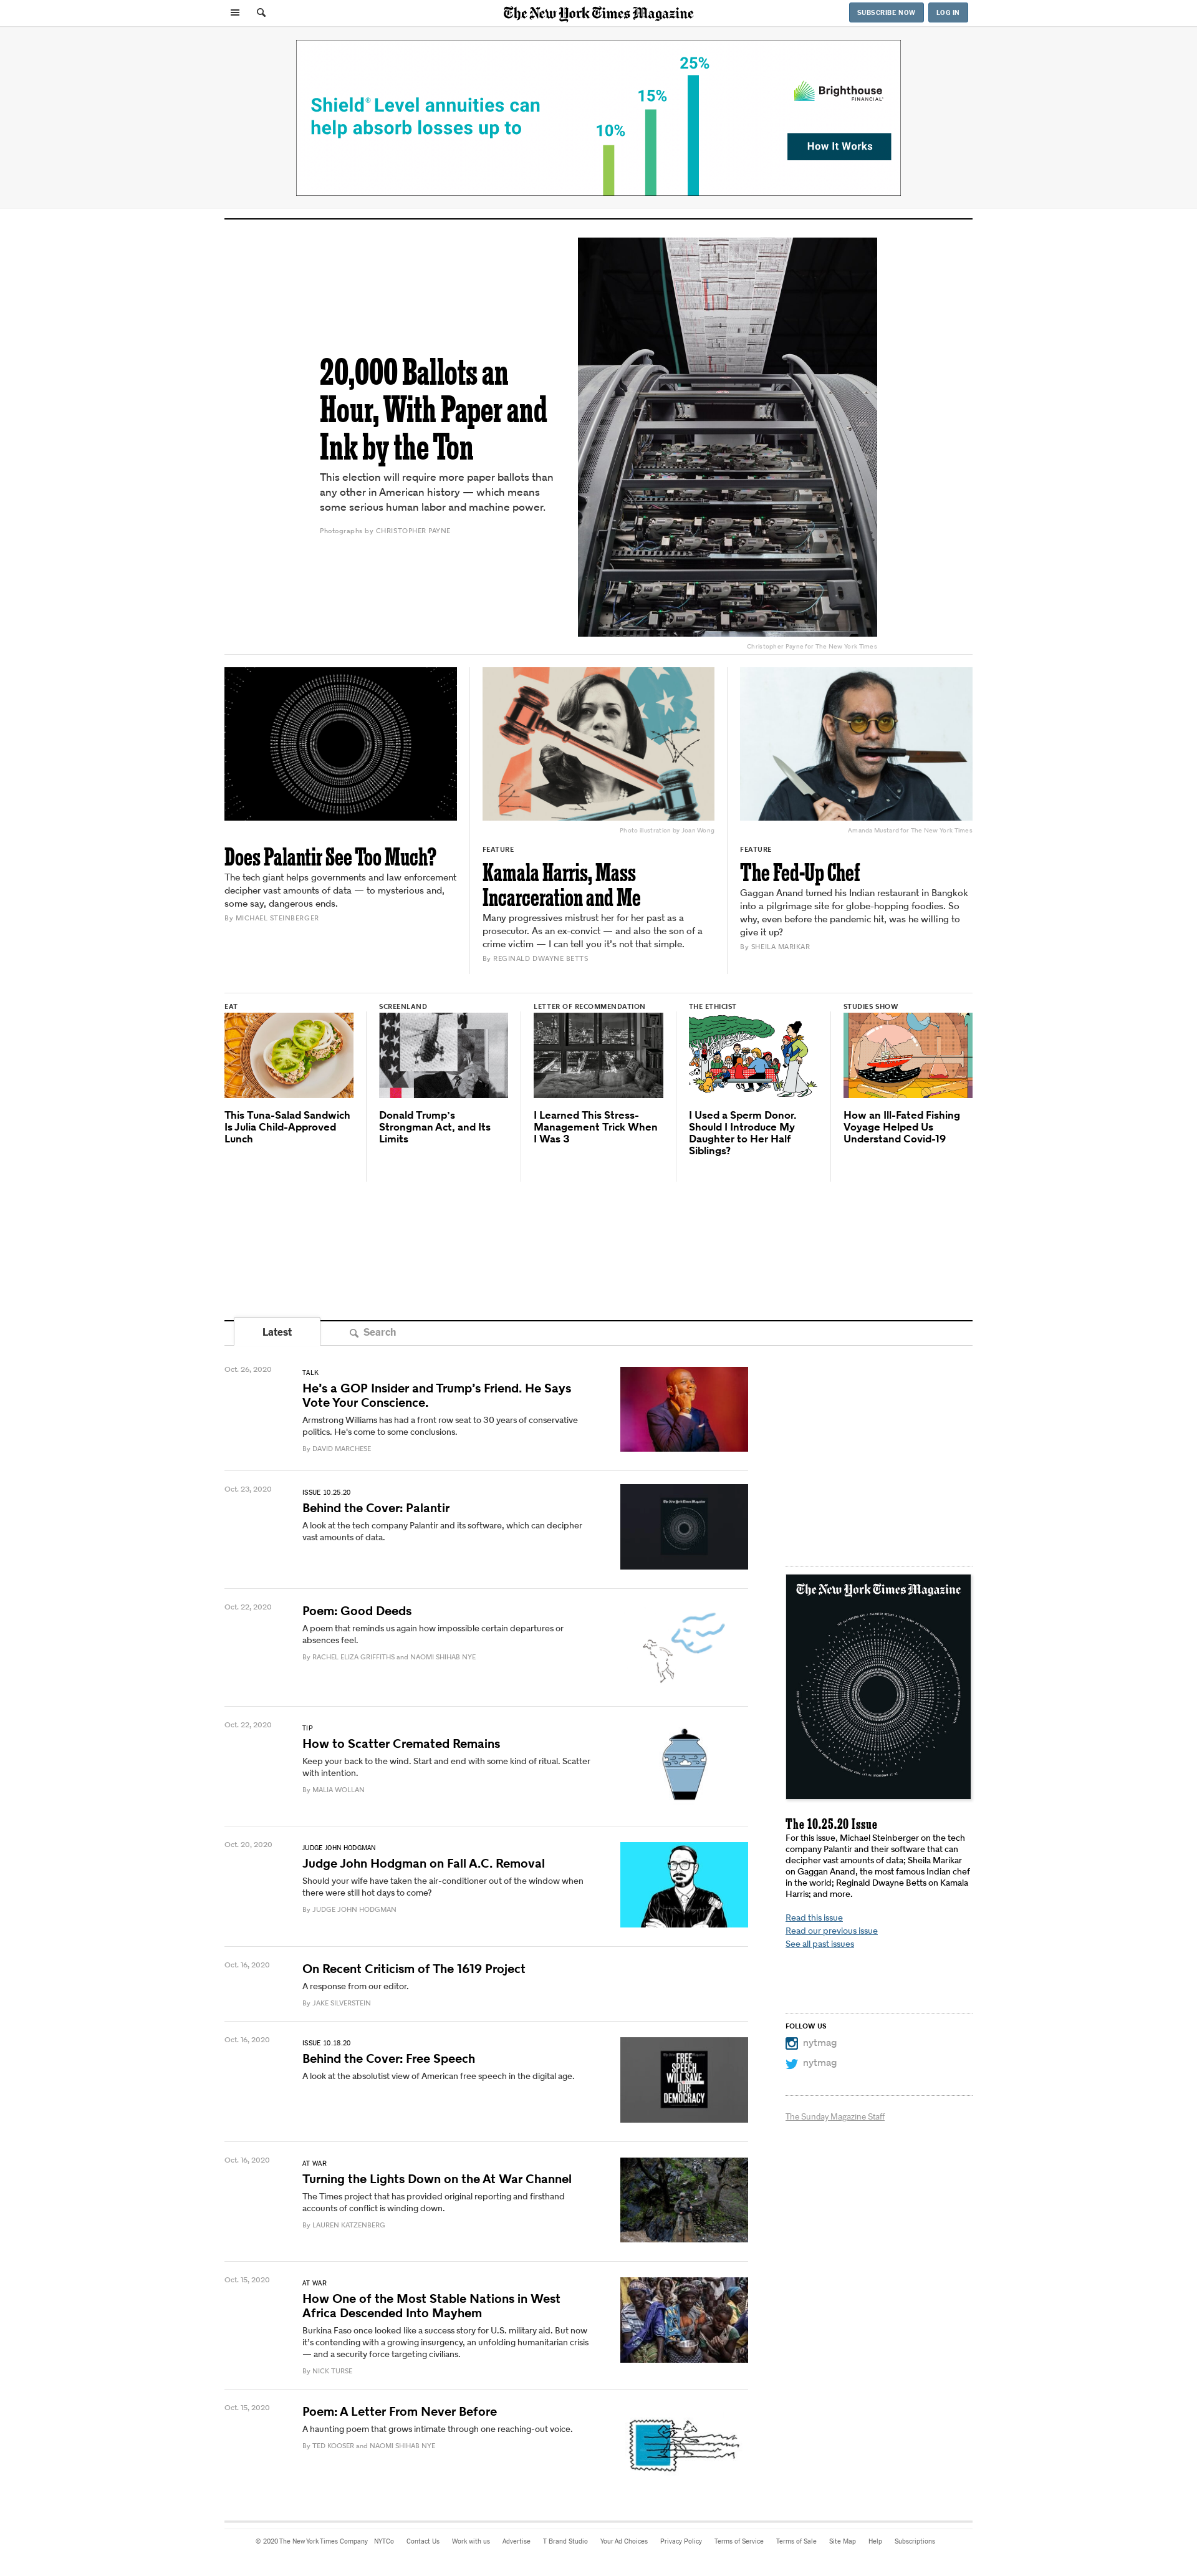 The New York Times Magazine
SUBSCRIBE NOW
LOG IN
Shield® Level annuities can
help absorb losses up to
10%
15%
25%
Brighthouse
FINANCIAL
How It Works
20,000 Ballots an
Hour, With Paper and
Ink by the Ton
This election will require more paper ballots than
any other in American history — which means
some serious human labor and machine power.
Photographs by CHRISTOPHER PAYNE
Christopher Payne for The New York Times
Does Palantir See Too Much?
The tech giant helps governments and law enforcement
decipher vast amounts of data — to mysterious and,
some say, dangerous ends.
By MICHAEL STEINBERGER
Photo illustration by Joan Wong
FEATURE
Kamala Harris, Mass
Incarceration and Me
Many progressives mistrust her for her past as a
prosecutor. As an ex-convict — and also the son of a
crime victim — I can tell you it's not that simple.
By REGINALD DWAYNE BETTS
Amanda Mustard for The New York Times
FEATURE
The Fed-Up Chef
Gaggan Anand turned his Indian restaurant in Bangkok
into a pilgrimage site for globe-hopping foodies. So
why, even before the pandemic hit, was he willing to
give it up?
By SHEILA MARIKAR
EAT
This Tuna-Salad Sandwich
Is Julia Child-Approved
Lunch
SCREENLAND
Donald Trump's
Strongman Act, and Its
Limits
LETTER OF RECOMMENDATION
I Learned This Stress-
Management Trick When
I Was 3
THE ETHICIST
I Used a Sperm Donor.
Should I Introduce My
Daughter to Her Half
Siblings?
STUDIES SHOW
How an Ill-Fated Fishing
Voyage Helped Us
Understand Covid-19
Latest
Search
Oct. 26, 2020
TALK
He's a GOP Insider and Trump's Friend. He Says
Vote Your Conscience.
Armstrong Williams has had a front row seat to 30 years of conservative
politics. He's come to some conclusions.
By DAVID MARCHESE
Oct. 23, 2020
ISSUE 10.25.20
Behind the Cover: Palantir
A look at the tech company Palantir and its software, which can decipher
vast amounts of data.
Oct. 22, 2020
Poem: Good Deeds
A poem that reminds us again how impossible certain departures or
absences feel.
By RACHEL ELIZA GRIFFITHS and NAOMI SHIHAB NYE
Oct. 22, 2020
TIP
How to Scatter Cremated Remains
Keep your back to the wind. Start and end with some kind of ritual. Scatter
with intention.
By MALIA WOLLAN
Oct. 20, 2020
JUDGE JOHN HODGMAN
Judge John Hodgman on Fall A.C. Removal
Should your wife have taken the air-conditioner out of the window when
there were still hot days to come?
By JUDGE JOHN HODGMAN
Oct. 16, 2020
On Recent Criticism of The 1619 Project
A response from our editor.
By JAKE SILVERSTEIN
Oct. 16, 2020
ISSUE 10.18.20
Behind the Cover: Free Speech
A look at the absolutist view of American free speech in the digital age.
FREE
SPEECH
WILL SAVE
OUR
DEMOCRACY
Oct. 16, 2020
AT WAR
Turning the Lights Down on the At War Channel
The Times project that has provided original reporting and firsthand
accounts of conflict is winding down.
By LAUREN KATZENBERG
Oct. 15, 2020
AT WAR
How One of the Most Stable Nations in West
Africa Descended Into Mayhem
Burkina Faso once looked like a success story for U.S. military aid. But now
it's contending with a growing insurgency, an unfolding humanitarian crisis
— and a security force targeting civilians.
By NICK TURSE
Oct. 15, 2020
Poem: A Letter From Never Before
A haunting poem that grows intimate through one reaching-out voice.
By TED KOOSER and NAOMI SHIHAB NYE
The New York Times Magazine
The 10.25.20 Issue
For this issue, Michael Steinberger on the tech
company Palantir and their software that can
decipher vast amounts of data; Sheila Marikar
on Gaggan Anand, the most famous Indian chef
in the world; Reginald Dwayne Betts on Kamala
Harris; and more.
Read this issue
Read our previous issue
See all past issues
FOLLOW US
nytmag
nytmag
The Sunday Magazine Staff
© 2020 The New York Times Company NYTCo Contact Us Work with us Advertise T Brand Studio Your Ad Choices Privacy Policy Terms of Service Terms of Sale Site Map Help Subscriptions